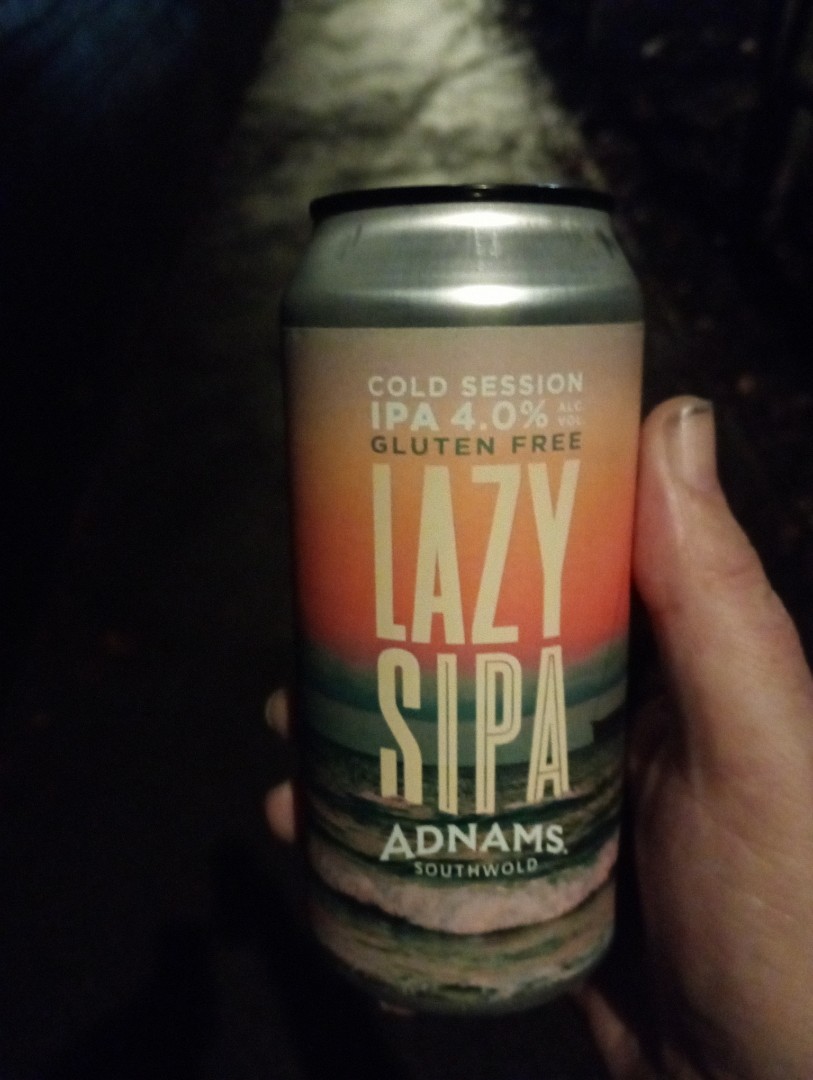 COLD SESSION
IPA 4.0% ALC.
VOL
GLUTEN FREE
LAZY
SIPA
ADNAMS
SOUTHWOLD